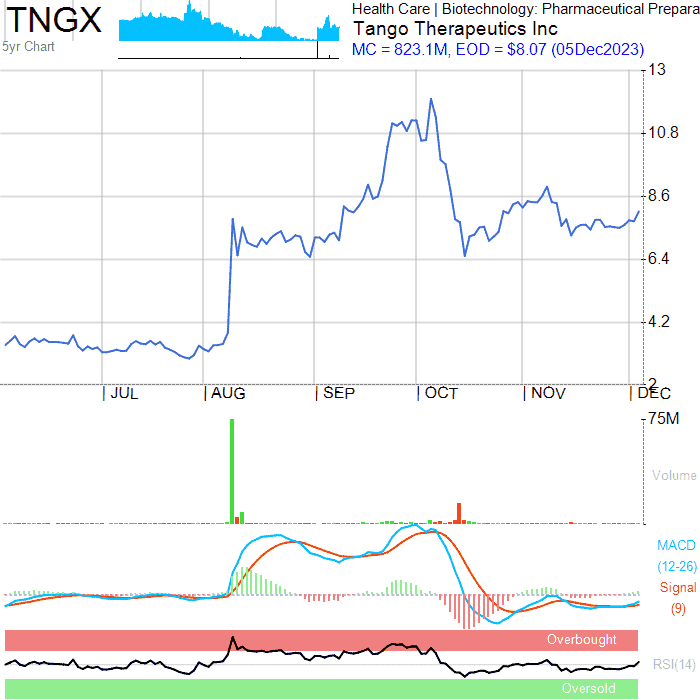 TNGX
5yr Chart
Health Care | Biotechnology: Pharmaceutical Prepara
Tango Therapeutics Inc
MC = 823.1M, EOD = $8.07 (05Dec2023)
13
10.8
8.6
6.4
4.2
2
JUL
AUG
SEP
OCT
NOV
DEC
75M
Volume
MACD
(12-26)
Signal
(9)
Overbought
RSI(14)
Oversold